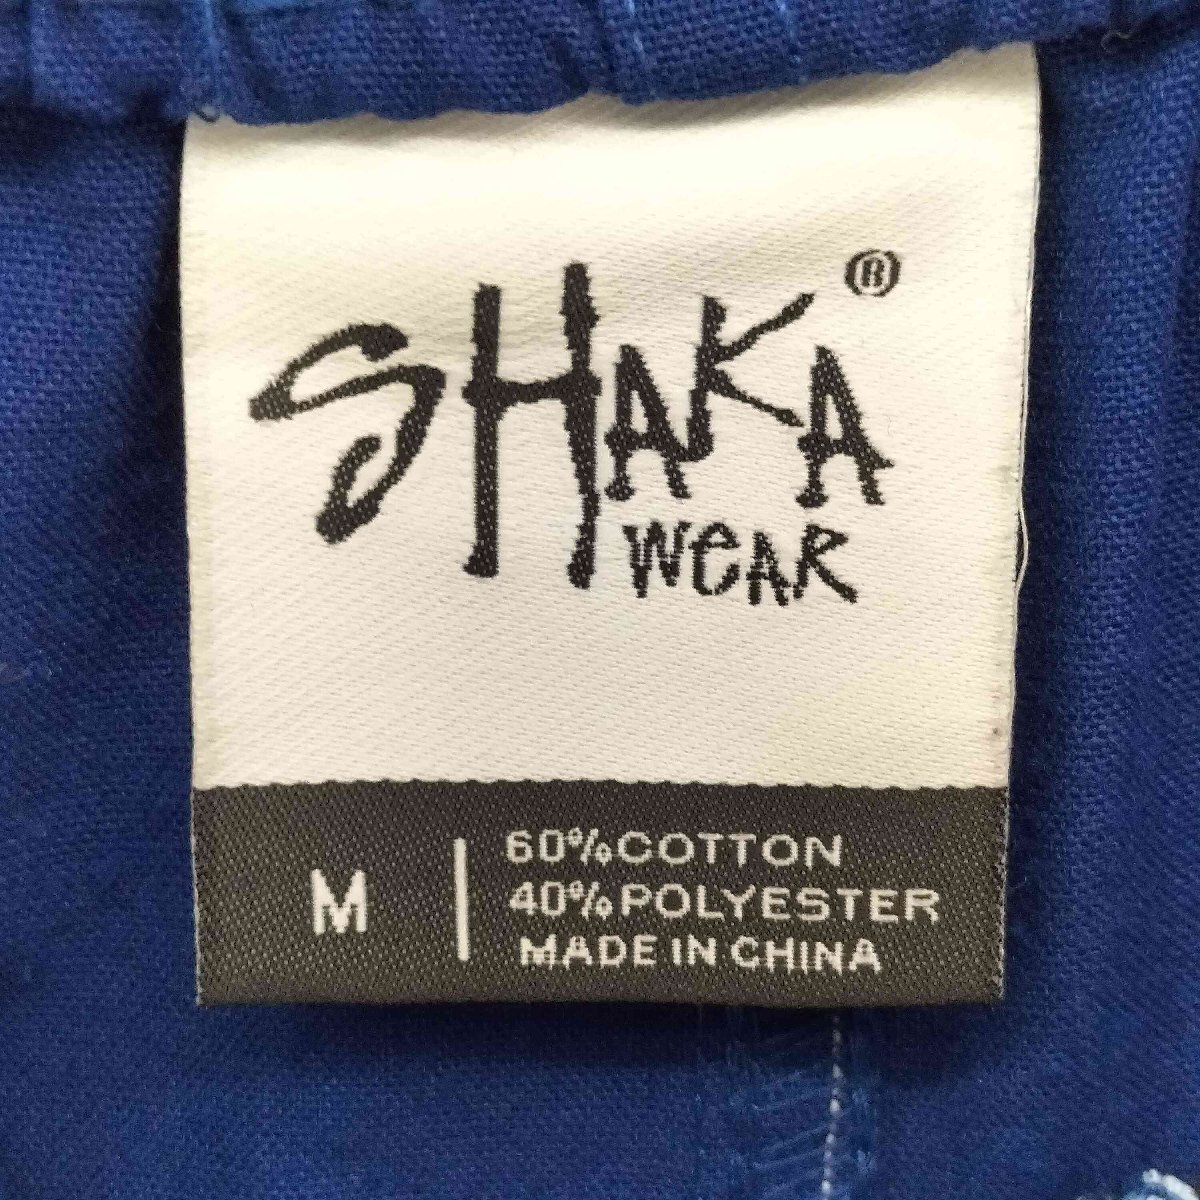 SHAKA ®
WeAR
M
60%COTTON
40%POLYESTER
MADE IN CHINA